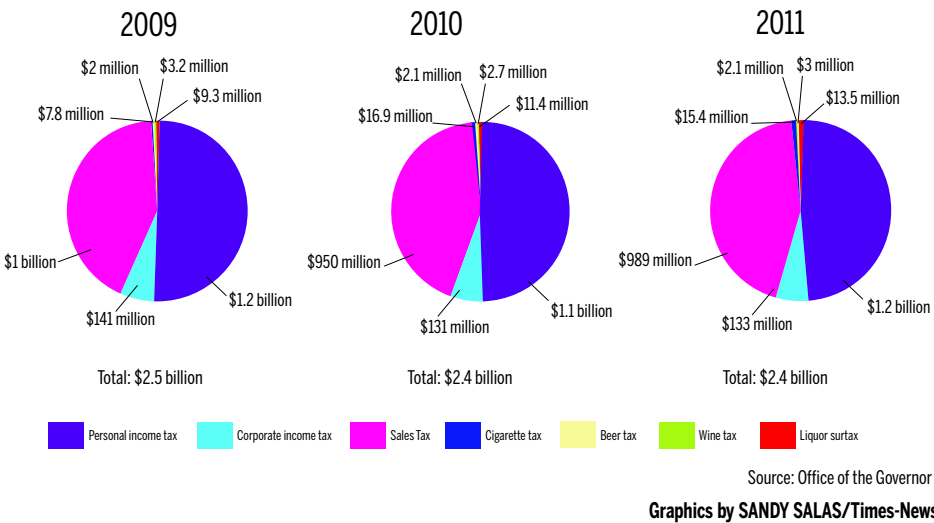 2009
2010
2011
$2 million
$3.2 million
$7.8 million
$9.3 million
$1 billion
$141 million
$1.2 billion
Total: $2.5 billion
$2.1 million
$2.7 million
$16.9 million
$11.4 million
$950 million
$131 million
$1.1 billion
Total: $2.4 billion
$2.1 million
$3 million
$15.4 million
$13.5 million
$989 million
$133 million
$1.2 billion
Total: $2.4 billion
Personal income tax
Corporate income tax
Sales Tax
Cigarette tax
Beer tax
Wine tax
Liquor surtax
Source: Office of the Governor
Graphics by SANDY SALAS/Times-News